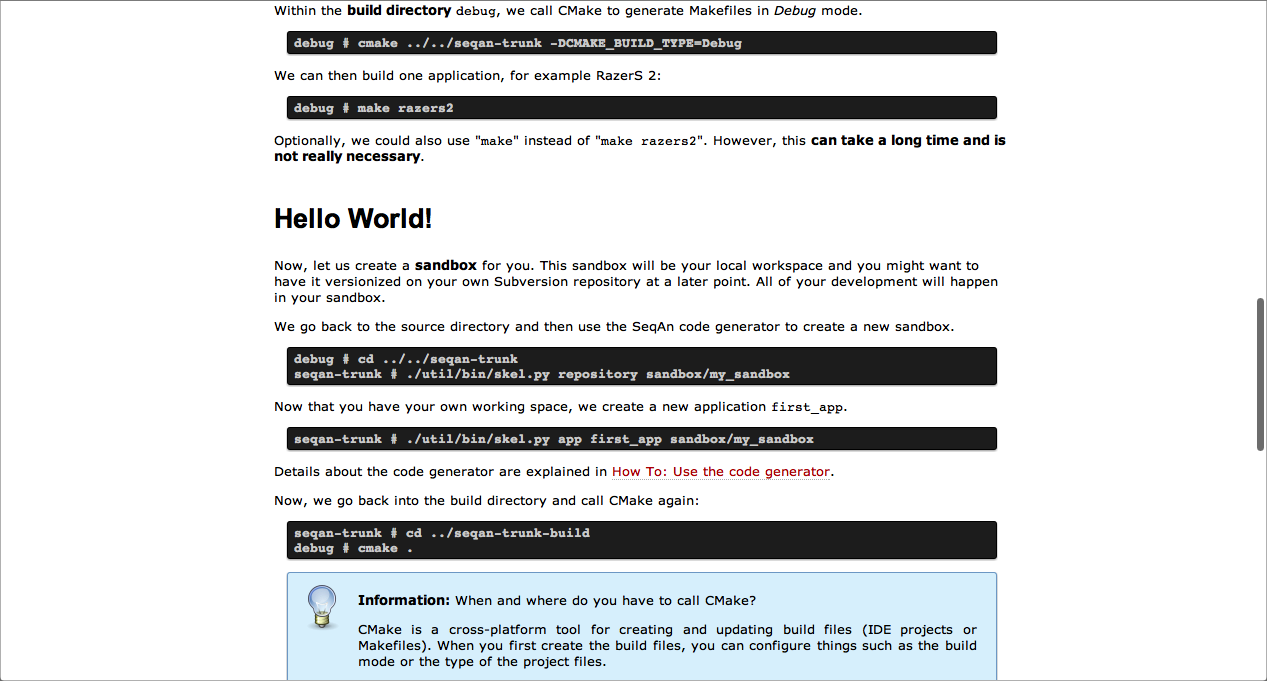 Within the build directory debug, we call CMake to generate Makefiles in Debug mode.
debug # cmake ../../seqan-trunk -DCMAKE_BUILD_TYPE=Debug
We can then build one application, for example RazerS 2:
debug # make razers2
Optionally, we could also use "make" instead of "make razers2". However, this can take a long time and is
not really necessary.
Hello World!
Now, let us create a sandbox for you. This sandbox will be your local workspace and you might want to
have it versionized on your own Subversion repository at a later point. All of your development will happen
in your sandbox.
We go back to the source directory and then use the SeqAn code generator to create a new sandbox.
debug # cd ../../seqan-trunk
seqan-trunk # ./util/bin/skel.py repository sandbox/my_sandbox
Now that you have your own working space, we create a new application first_app.
seqan-trunk # ./util/bin/skel.py app first_app sandbox/my_sandbox
Details about the code generator are explained in How To: Use the code generator.
Now, we go back into the build directory and call CMake again:
seqan-trunk # cd ../seqan-trunk-build
debug # cmake .
Information: When and where do you have to call CMake?
CMake is a cross-platform tool for creating and updating build files (IDE projects or
Makefiles). When you first create the build files, you can configure things such as the build
mode or the type of the project files.